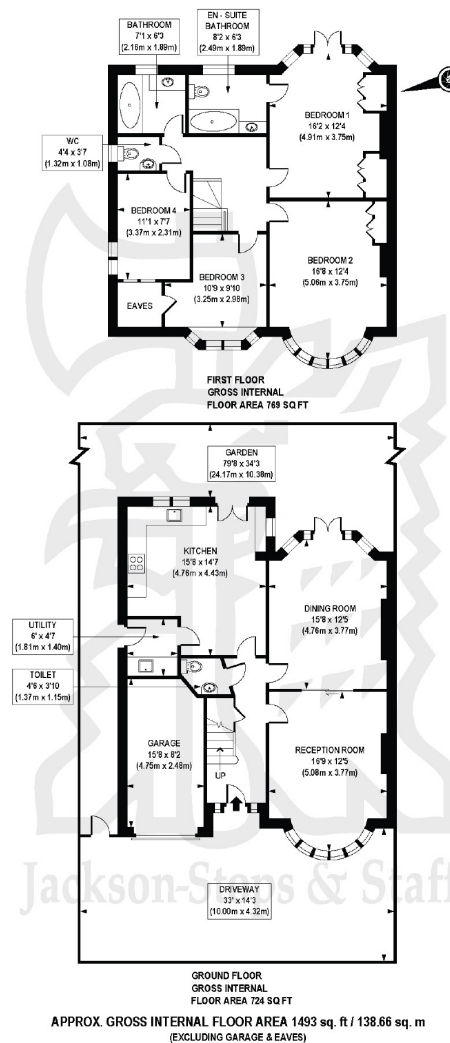 BATHROOM
7'1 x 6'3
(2.16m x 1.89m)
EN - SUITE
BATHROOM
8'2 x 6'3
(2.49m x 1.89m)
WC
4'4 x 3'7
(1.32m x 1.08m)
BEDROOM 1
16'2 x 12'4
(4.91m x 3.75m)
BEDROOM 4
11'1 x 7'7
(3.37m x 2.31m)
BEDROOM 2
16'8 x 12'4
(5.06m x 3.75m)
BEDROOM 3
10'9 x 9'10
(3.25m x 2.98m)
EAVES
FIRST FLOOR
GROSS INTERNAL
FLOOR AREA 769 SQ FT
GARDEN
79'8 x 34'3
(24.17m x 10.38m)
KITCHEN
15'8 x 14'7
(4.76m x 4.43m)
UTILITY
6' x 4'7
(1.81m x 1.40m)
DINING ROOM
15'8 x 12'5
(4.76m x 3.77m)
TOILET
4'6 x 3'10
(1.37m x 1.15m)
GARAGE
15'8 x 8'2
(4.75m x 2.48m)
UP
RECEPTION ROOM
16'9 x 12'5
(5.08m x 3.77m)
Jackson-Stops & Staff
DRIVEWAY
33' x 14'3
(10.00m x 4.32m)
GROUND FLOOR
GROSS INTERNAL
FLOOR AREA 724 SQ FT
APPROX. GROSS INTERNAL FLOOR AREA 1493 sq. ft / 138.66 sq. m
(EXCLUDING GARAGE & EAVES)